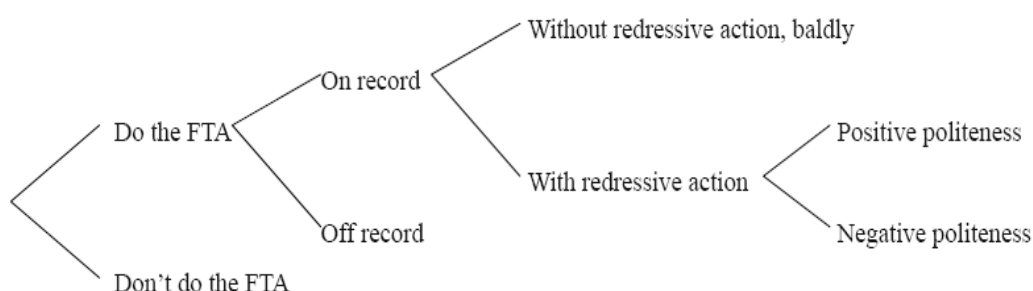 Without redressive action, baldly
On record
Do the FTA
Positive politeness
With redressive action
Off record
Negative politeness
Don’t do the FTA